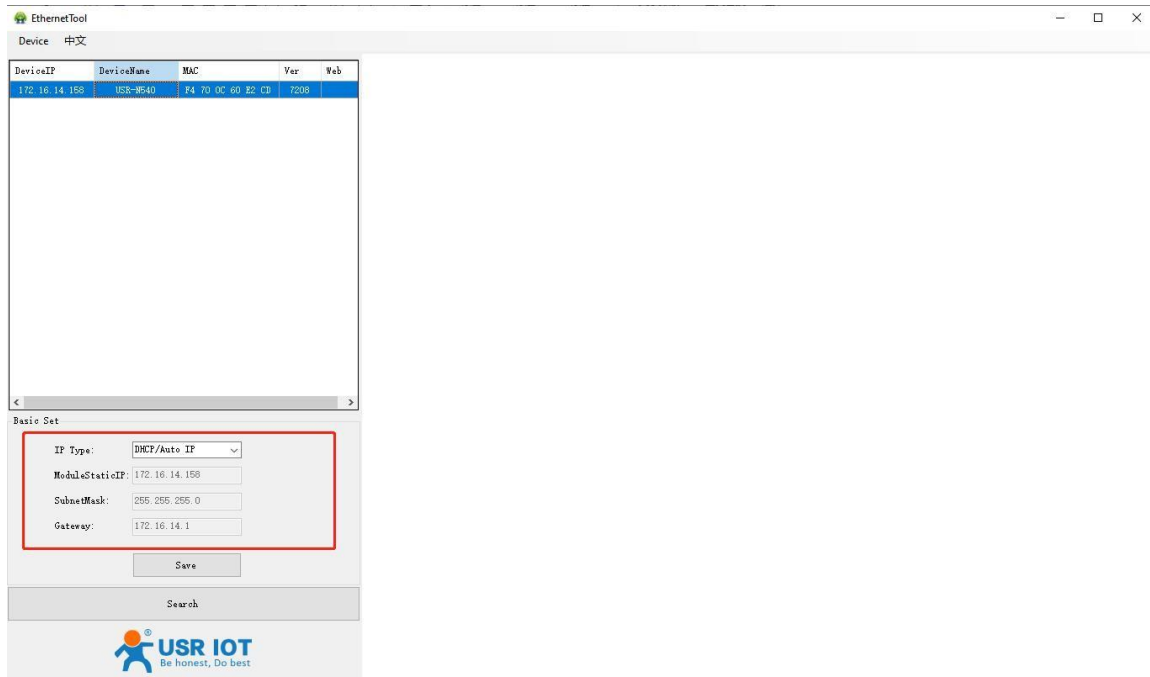 EthernetTool
Device 中文
DeviceIP DeviceName MAC Ver Web
172.16.14.158 USR-N540 F4 70 0C 60 E2 CD 7208
Basic Set
IP Type: DHCP/Auto IP
ModuleStaticIP: 172.16.14.158
SubnetMask: 255.255.255.0
Gateway: 172.16.14.1
Save
Search
® USR IOT
Be honest, Do best